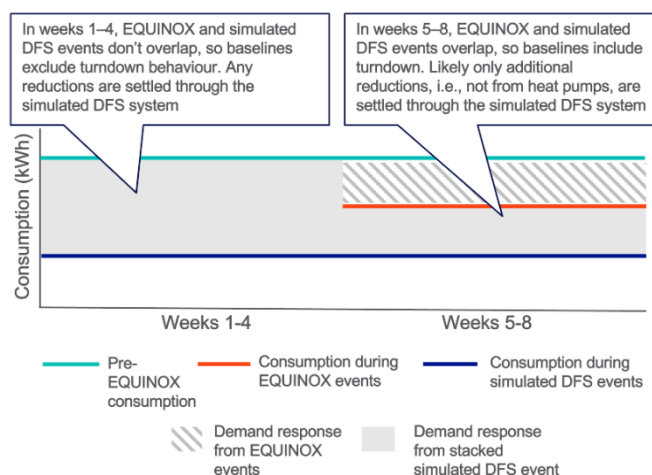 In weeks 1–4, EQUINOX and simulated
DFS events don't overlap, so baselines
exclude turndown behaviour. Any
reductions are settled through the
simulated DFS system
In weeks 5–8, EQUINOX and simulated
DFS events overlap, so baselines include
turndown. Likely only additional
reductions, i.e., not from heat pumps, are
settled through the simulated DFS system
Consumption (kWh)
Weeks 1-4
Weeks 5-8
Pre-
EQUINOX
consumption
Consumption during
EQUINOX events
Consumption during
simulated DFS events
Demand response
from EQUINOX
events
Demand response
from stacked
simulated DFS event